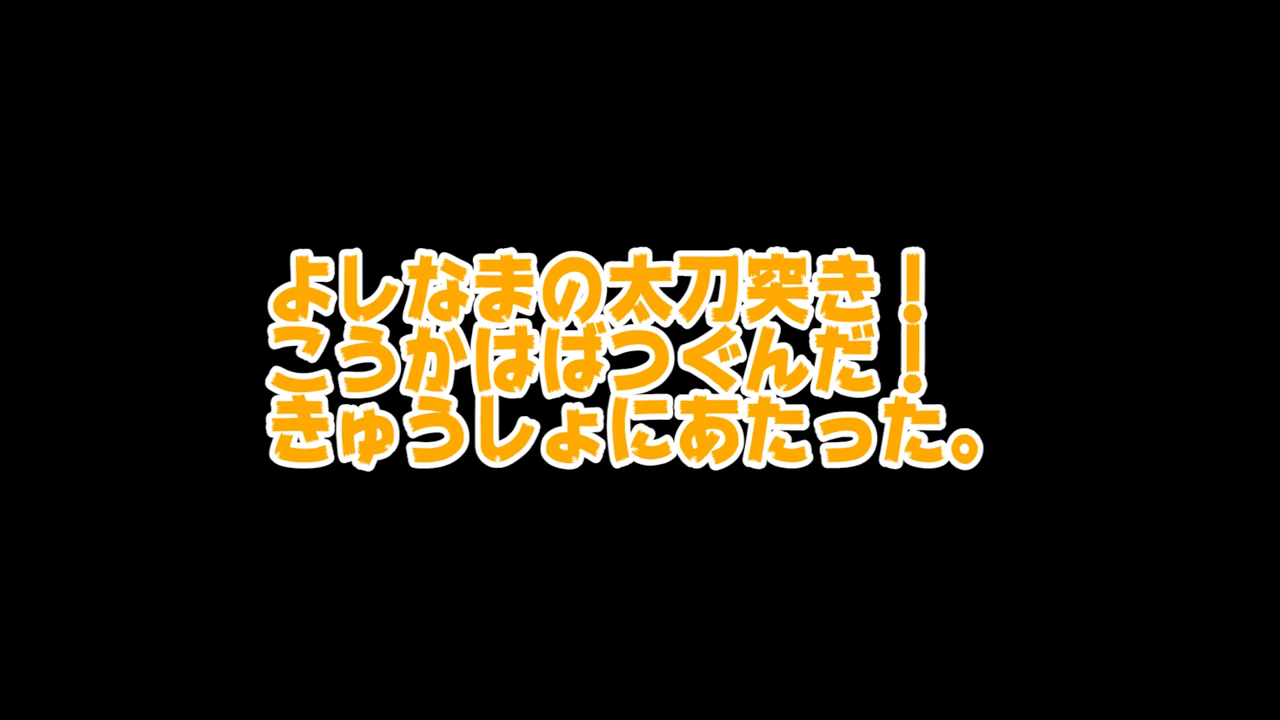 よしなまの太刀突き！
こうかはばつぐんだ！
きゅうしょにあたった。